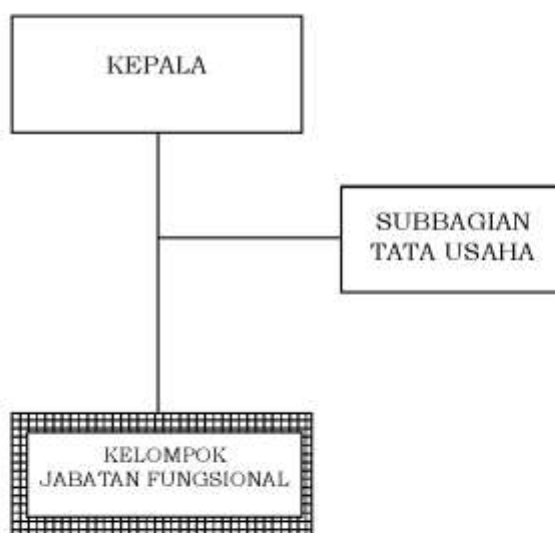 KEPALA
SUBBAGIAN
TATA USAHA
KELOMPOK
JABATAN FUNGSIONAL